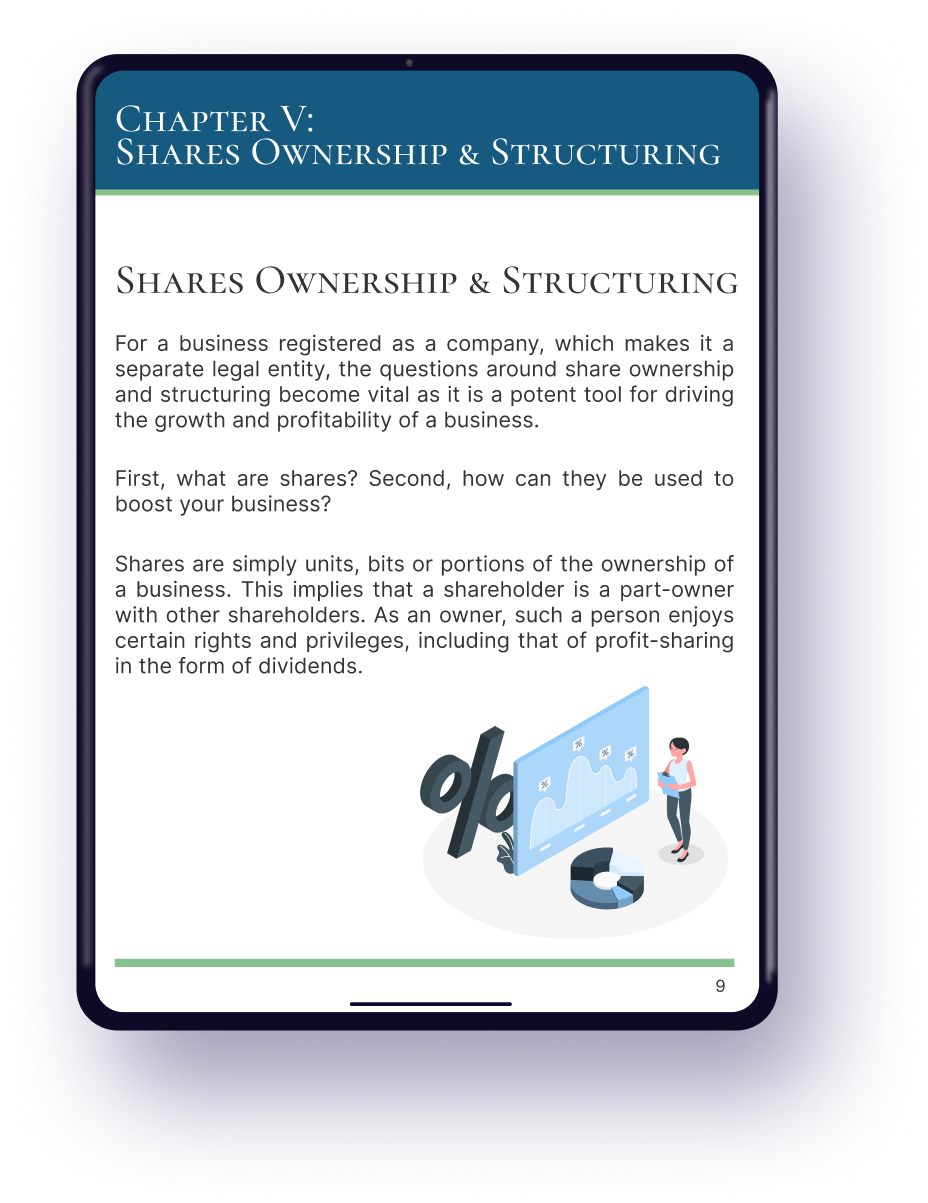 Chapter V:
Shares Ownership & Structuring
Shares Ownership & Structuring
For a business registered as a company, which makes it a
separate legal entity, the questions around share ownership
and structuring become vital as it is a potent tool for driving
the growth and profitability of a business.
First, what are shares? Second, how can they be used to
boost your business?
Shares are simply units, bits or portions of the ownership of
a business. This implies that a shareholder is a part-owner
with other shareholders. As an owner, such a person enjoys
certain rights and privileges, including that of profit-sharing
in the form of dividends.
%
% % % %
9